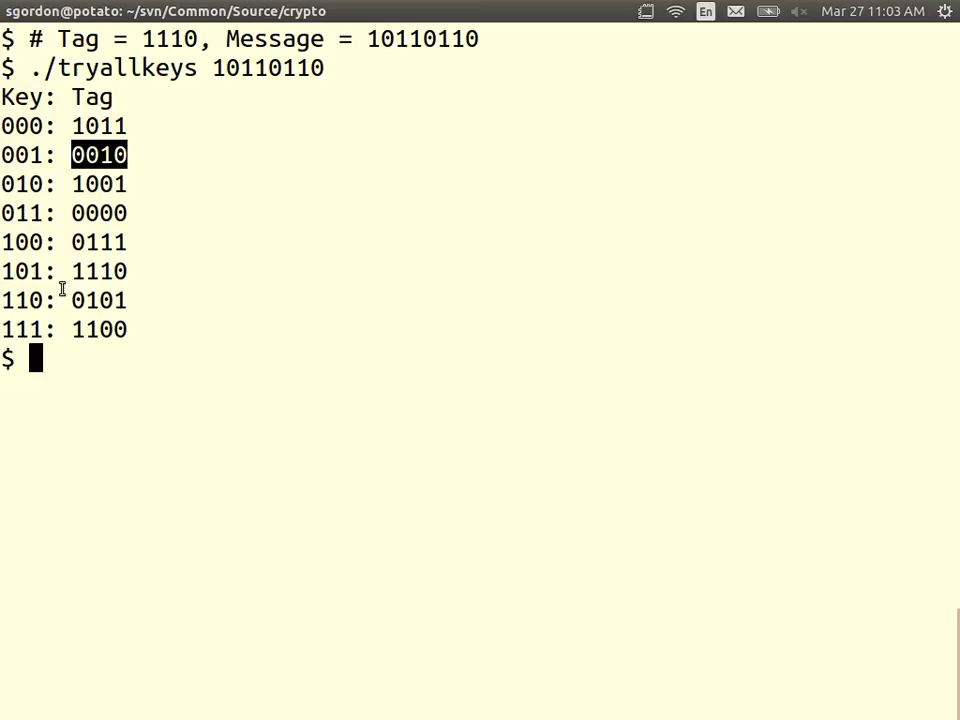 sgordon@potato: ~/svn/Common/Source/crypto
En
Mar 27 11:03 AM
$ # Tag = 1110, Message = 10110110
$ ./tryallkeys 10110110
Key: Tag
000: 1011
001: 0010
010: 1001
011: 0000
100: 0111
101: 1110
110: 0101
111: 1100
$